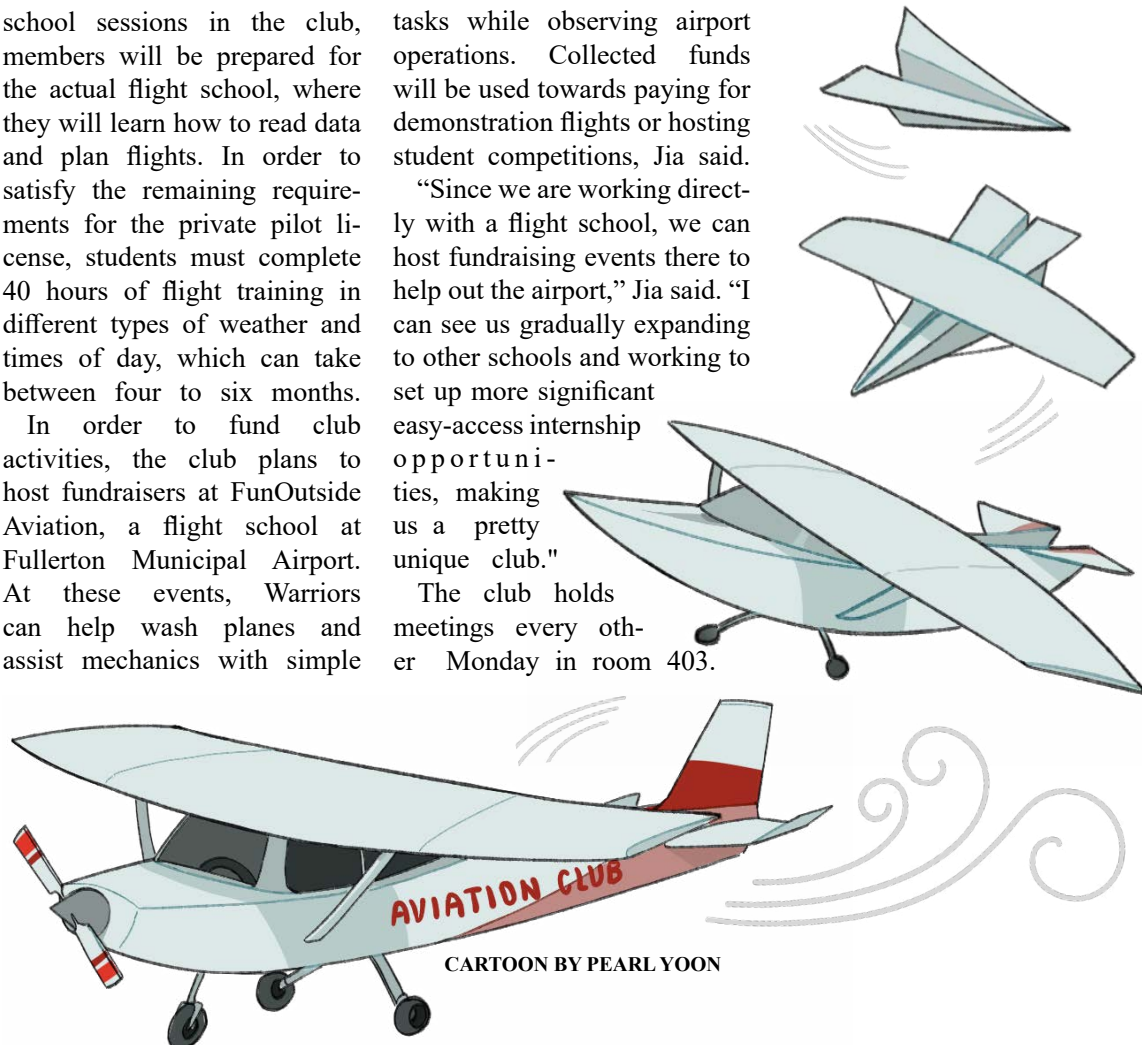 school sessions in the club,
members will be prepared for
the actual flight school, where
they will learn how to read data
and plan flights. In order to
satisfy the remaining require-
ments for the private pilot li-
cense, students must complete
40 hours of flight training in
different types of weather and
times of day, which can take
between four to six months.
In order to fund club
activities, the club plans to
host fundraisers at FunOutside
Aviation, a flight school at
Fullerton Municipal Airport.
At these events, Warriors
can help wash planes and
assist mechanics with simple
tasks while observing airport
operations. Collected funds
will be used towards paying for
demonstration flights or hosting
student competitions, Jia said.
“Since we are working direct-
ly with a flight school, we can
host fundraising events there to
help out the airport,” Jia said. “I
can see us gradually expanding
to other schools and working to
set up more significant
easy-access internship
opportuni-
ties, making
us a pretty
unique club."
The club holds
meetings every oth-
er Monday in room 403.
AVIATION CLUB
CARTOON BY PEARL YOON